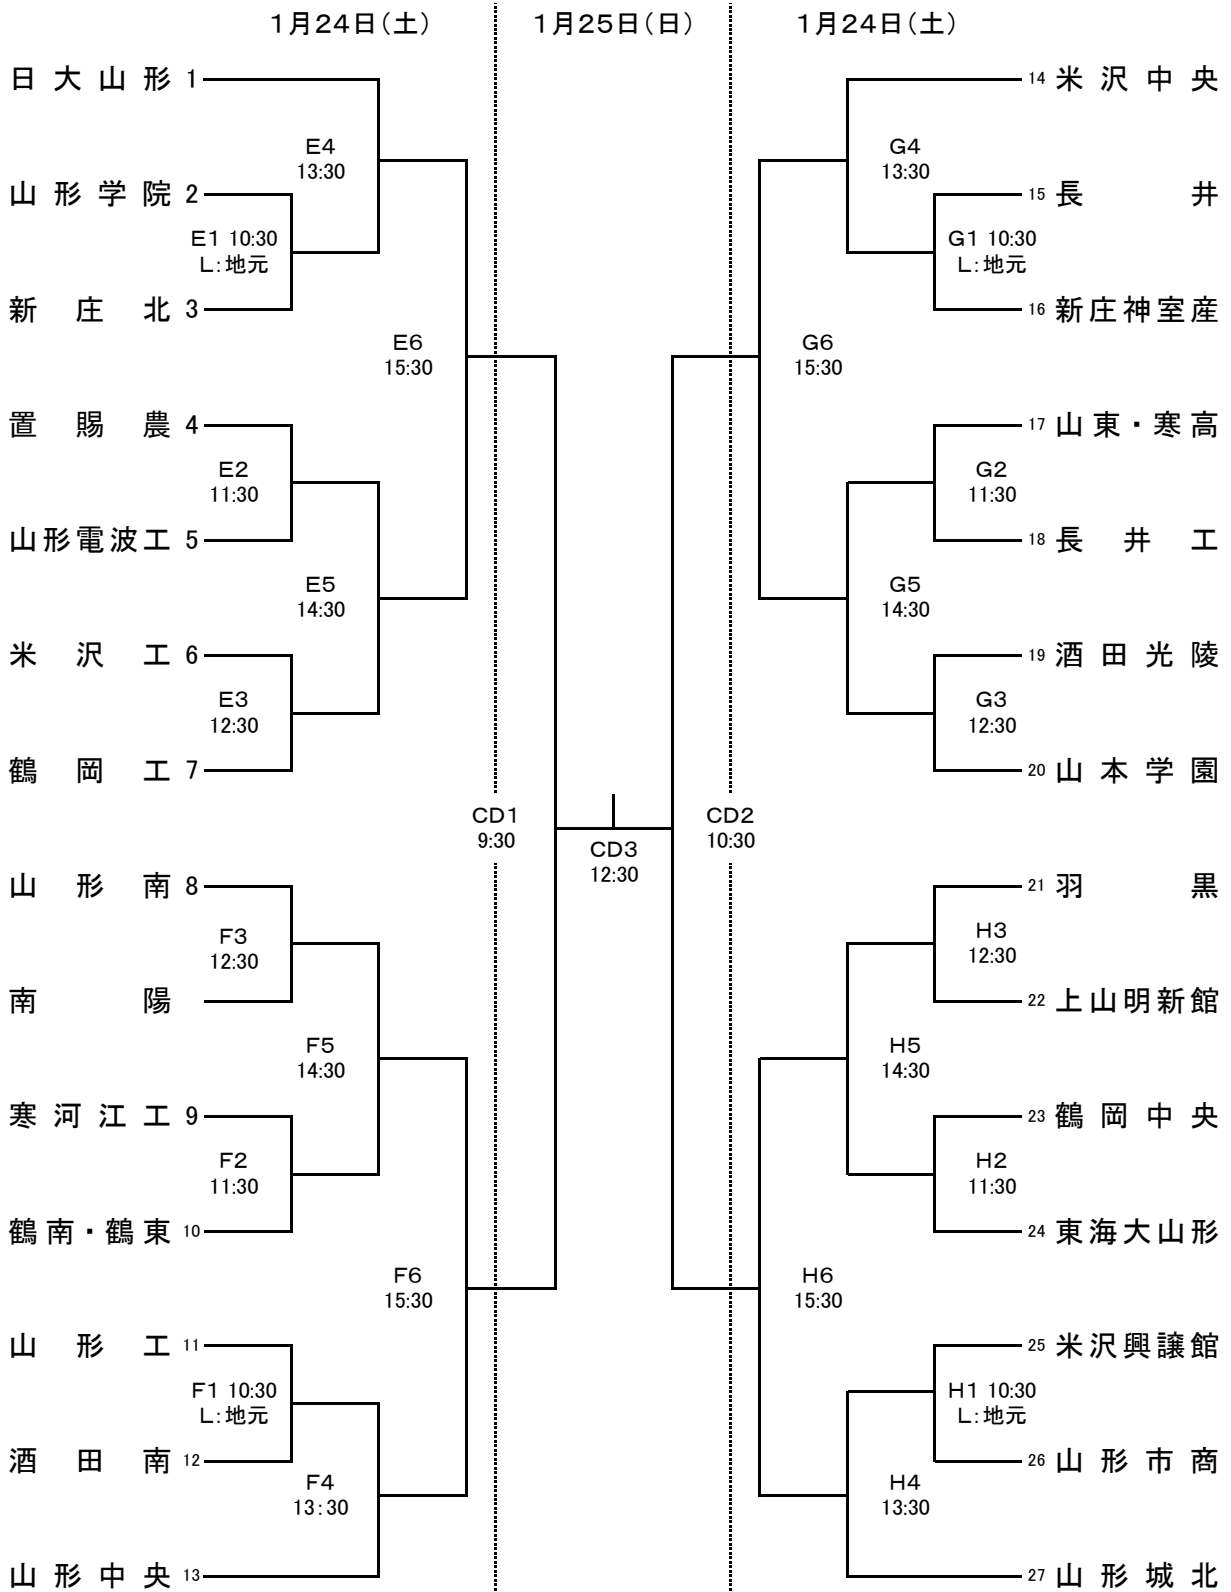 1月24日(土) 1月25日(日) 1月24日(土)
日大山形 1
14 米沢中央
E4
13:30
G4
13:30
山形学院 2
15 長井
E1 10:30
L:地元
G1 10:30
L:地元
新庄北 3
16 新庄神室産
E6
15:30
G6
15:30
置賜農 4
17 山東・寒高
E2
11:30
G2
11:30
山形電波工 5
18 長井工
E5
14:30
G5
14:30
米沢工 6
19 酒田光陵
E3
12:30
G3
12:30
鶴岡工 7
20 山本学園
CD1
9:30
CD2
10:30
CD3
12:30
山形南 8
21 羽黒
F3
12:30
H3
12:30
南陽
22 上山明新館
F5
14:30
H5
14:30
寒河江工 9
23 鶴岡中央
F2
11:30
H2
11:30
鶴南・鶴東 10
24 東海大山形
F6
15:30
H6
15:30
山形工 11
25 米沢興譲館
F1 10:30
L:地元
H1 10:30
L:地元
酒田南 12
26 山形市商
F4
13:30
H4
13:30
山形中央 13
27 山形城北